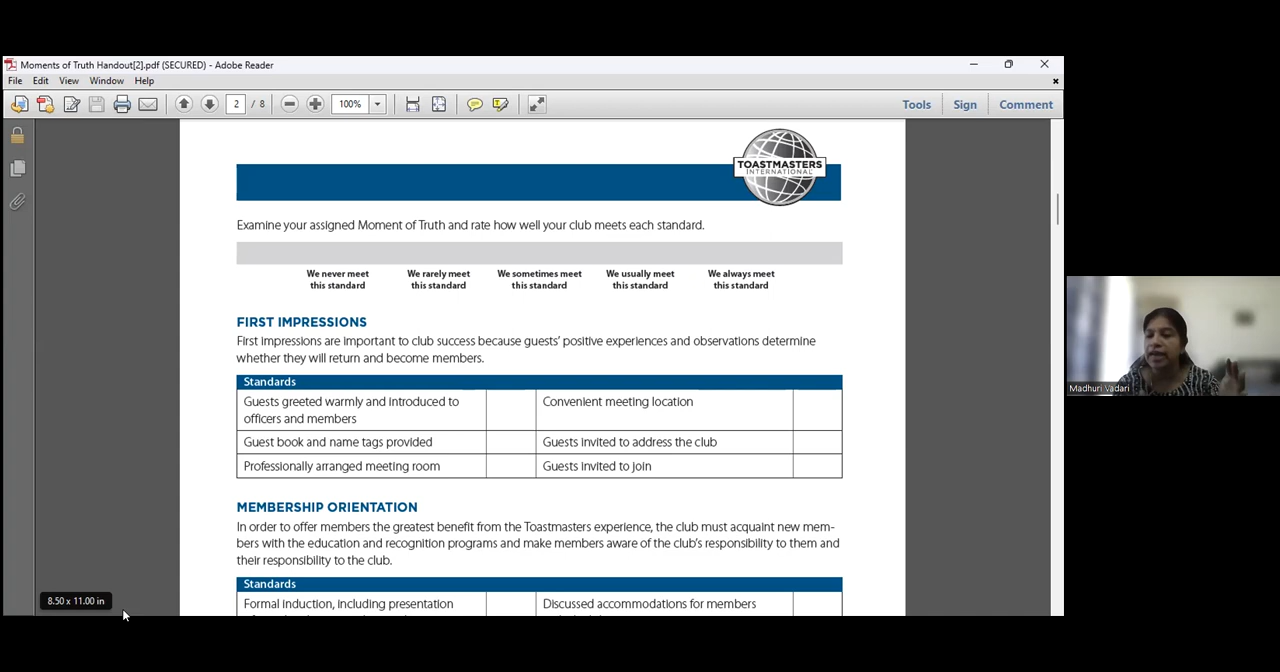 Moments of Truth Handout[2].pdf (SECURED) - Adobe Reader
File Edit View Window Help
2 / 8 100% Tools Sign Comment
TOASTMASTERS
INTERNATIONAL
Examine your assigned Moment of Truth and rate how well your club meets each standard.
We never meet We rarely meet We sometimes meet We usually meet We always meet
this standard this standard this standard this standard this standard
FIRST IMPRESSIONS
First impressions are important to club success because guests’ positive experiences and observations determine
whether they will return and become members.
Standards
Guests greeted warmly and introduced to Convenient meeting location
officers and members
Guest book and name tags provided Guests invited to address the club
Professionally arranged meeting room Guests invited to join
MEMBERSHIP ORIENTATION
In order to offer members the greatest benefit from the Toastmasters experience, the club must acquaint new mem-
bers with the education and recognition programs and make members aware of the club’s responsibility to them and
their responsibility to the club.
Standards
Formal induction, including presentation Discussed accommodations for members
8.50 x 11.00 in
Madhuri Vadari